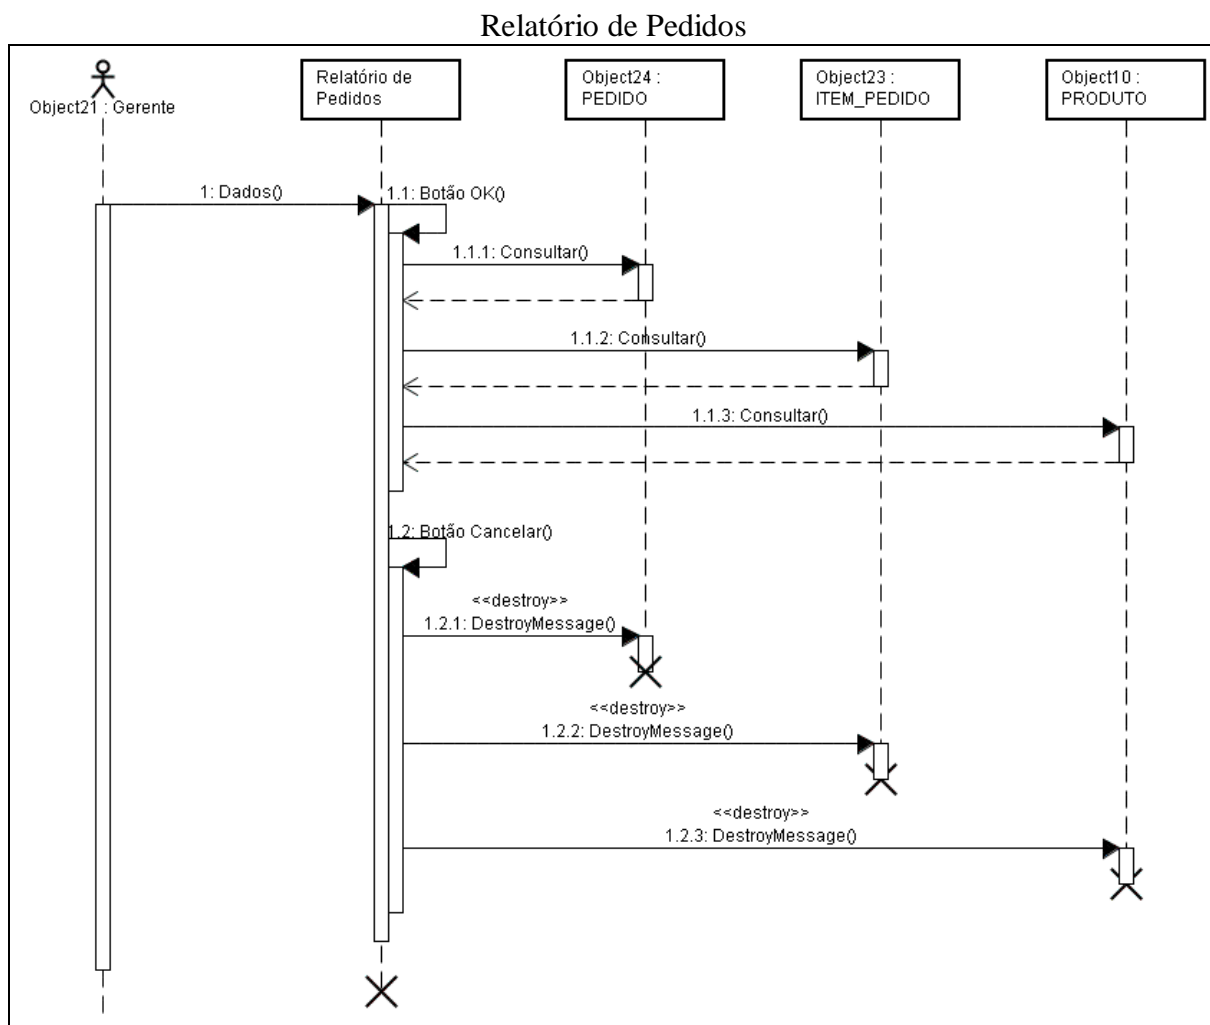 Relatório de Pedidos
Object21 : Gerente
Relatório de
Pedidos
Object24 :
PEDIDO
Object23 :
ITEM_PEDIDO
Object10 :
PRODUTO
1: Dados()
1.1: Botão OK()
1.1.1: Consultar()
1.1.2: Consultar()
1.1.3: Consultar()
1.2: Botão Cancelar()
<<destroy>>
1.2.1: DestroyMessage()
<<destroy>>
1.2.2: DestroyMessage()
<<destroy>>
1.2.3: DestroyMessage()